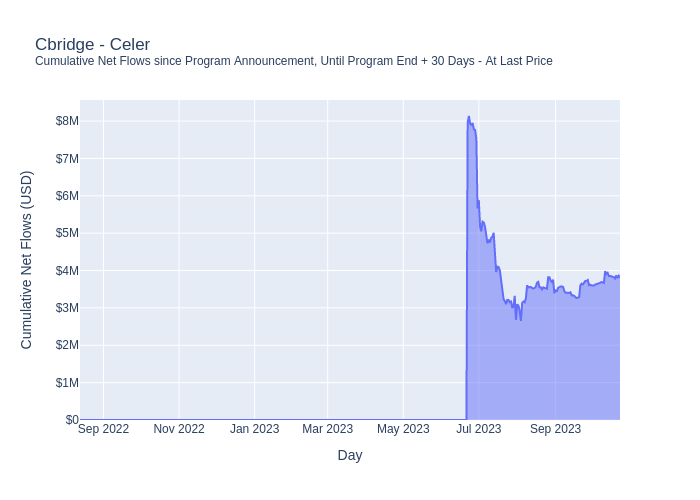 Cbridge - Celer
Cumulative Net Flows since Program Announcement, Until Program End + 30 Days - At Last Price
Cumulative Net Flows (USD)
$8M
$7M
$6M
$5M
$4M
$3M
$2M
$1M
$0
Sep 2022
Nov 2022
Jan 2023
Mar 2023
May 2023
Jul 2023
Sep 2023
Day